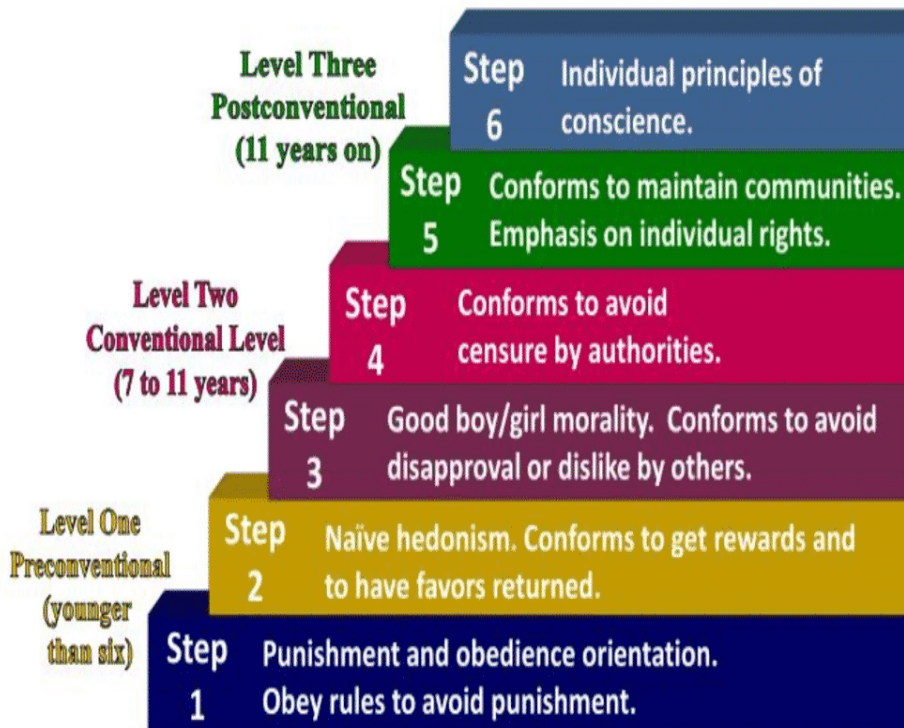 Level Three
Postconventional
(11 years on)
Step
6
Individual principles of
conscience.
Step
5
Conforms to maintain communities.
Emphasis on individual rights.
Level Two
Conventional Level
(7 to 11 years)
Step
4
Conforms to avoid
censure by authorities.
Step
3
Good boy/girl morality. Conforms to avoid
disapproval or dislike by others.
Level One
Preconventional
(younger
than six)
Step
2
Naïve hedonism. Conforms to get rewards and
to have favors returned.
Step
1
Punishment and obedience orientation.
Obey rules to avoid punishment.